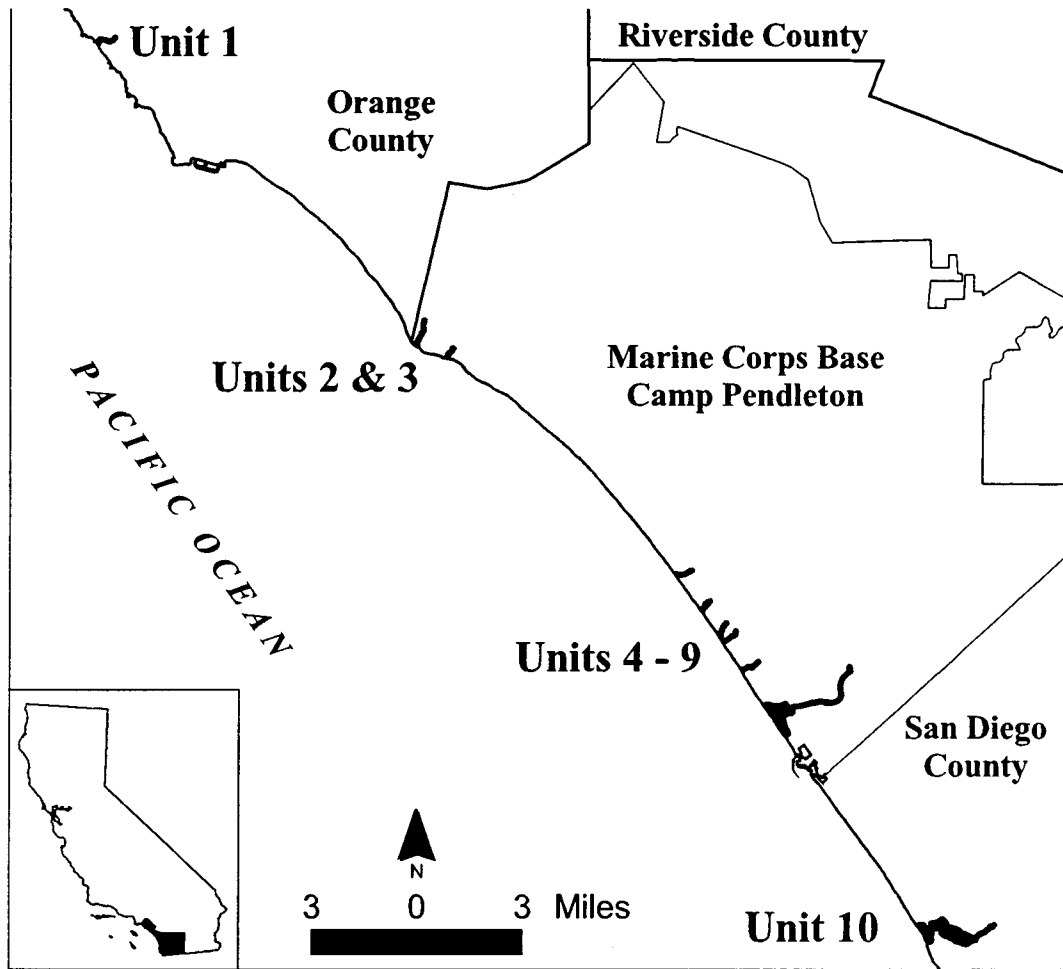 Unit 1
Riverside County
Orange
County
Marine Corps Base
Camp Pendleton
Units 2 & 3
PACIFIC OCEAN
Units 4 - 9
San Diego
County
N
3 0 3 Miles
Unit 10